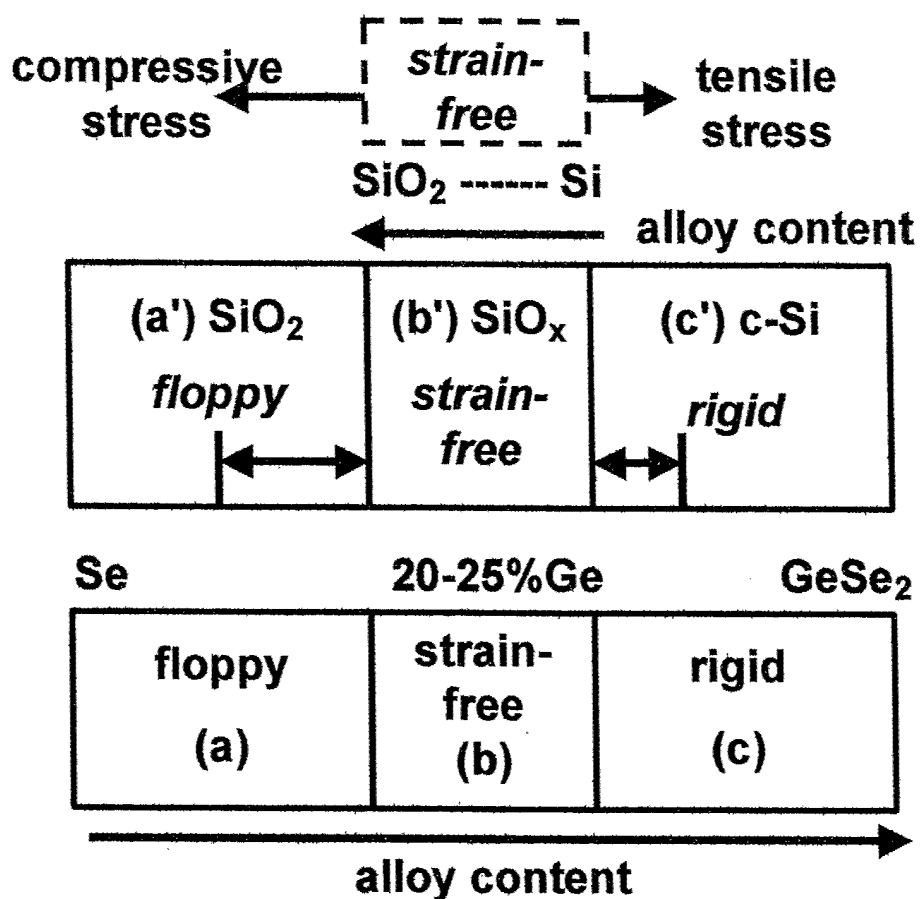 compressive
stress
strain-
free
tensile
stress
SiO₂ ------ Si
alloy content
(a') SiO₂
floppy
(b') SiOₓ
strain-
free
(c') c-Si
rigid
Se
20-25%Ge
GeSe₂
floppy
(a)
strain-
free
(b)
rigid
(c)
alloy content